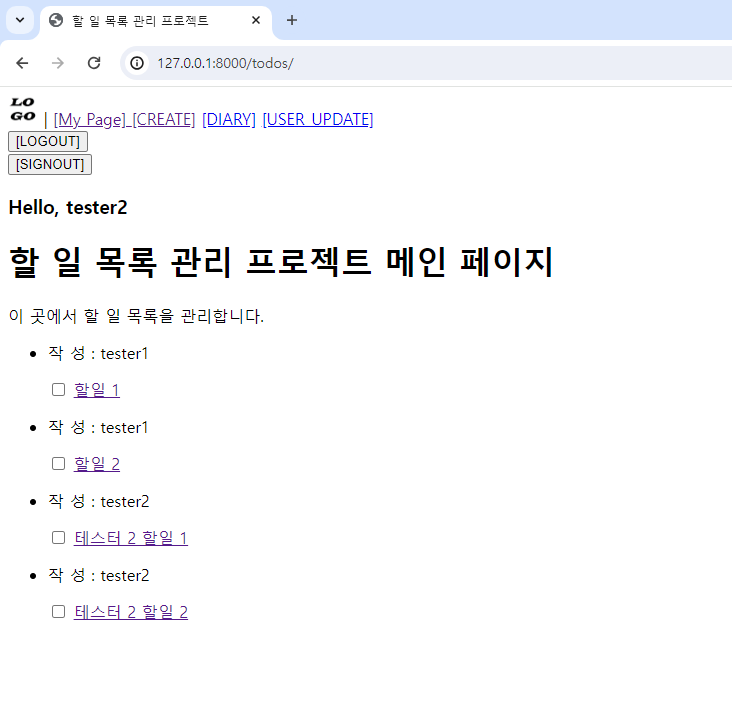 할 일 목록 관리 프로젝트
127.0.0.1:8000/todos/
LO
GO | [My Page] [CREATE] [DIARY] [USER UPDATE]
[LOGOUT]
[SIGNOUT]
Hello, tester2
할 일 목록 관리 프로젝트 메인 페이지
이 곳에서 할 일 목록을 관리합니다.
작 성 : tester1
할일 1
작 성 : tester1
할일 2
작 성 : tester2
테스터 2 할일 1
작 성 : tester2
테스터 2 할일 2